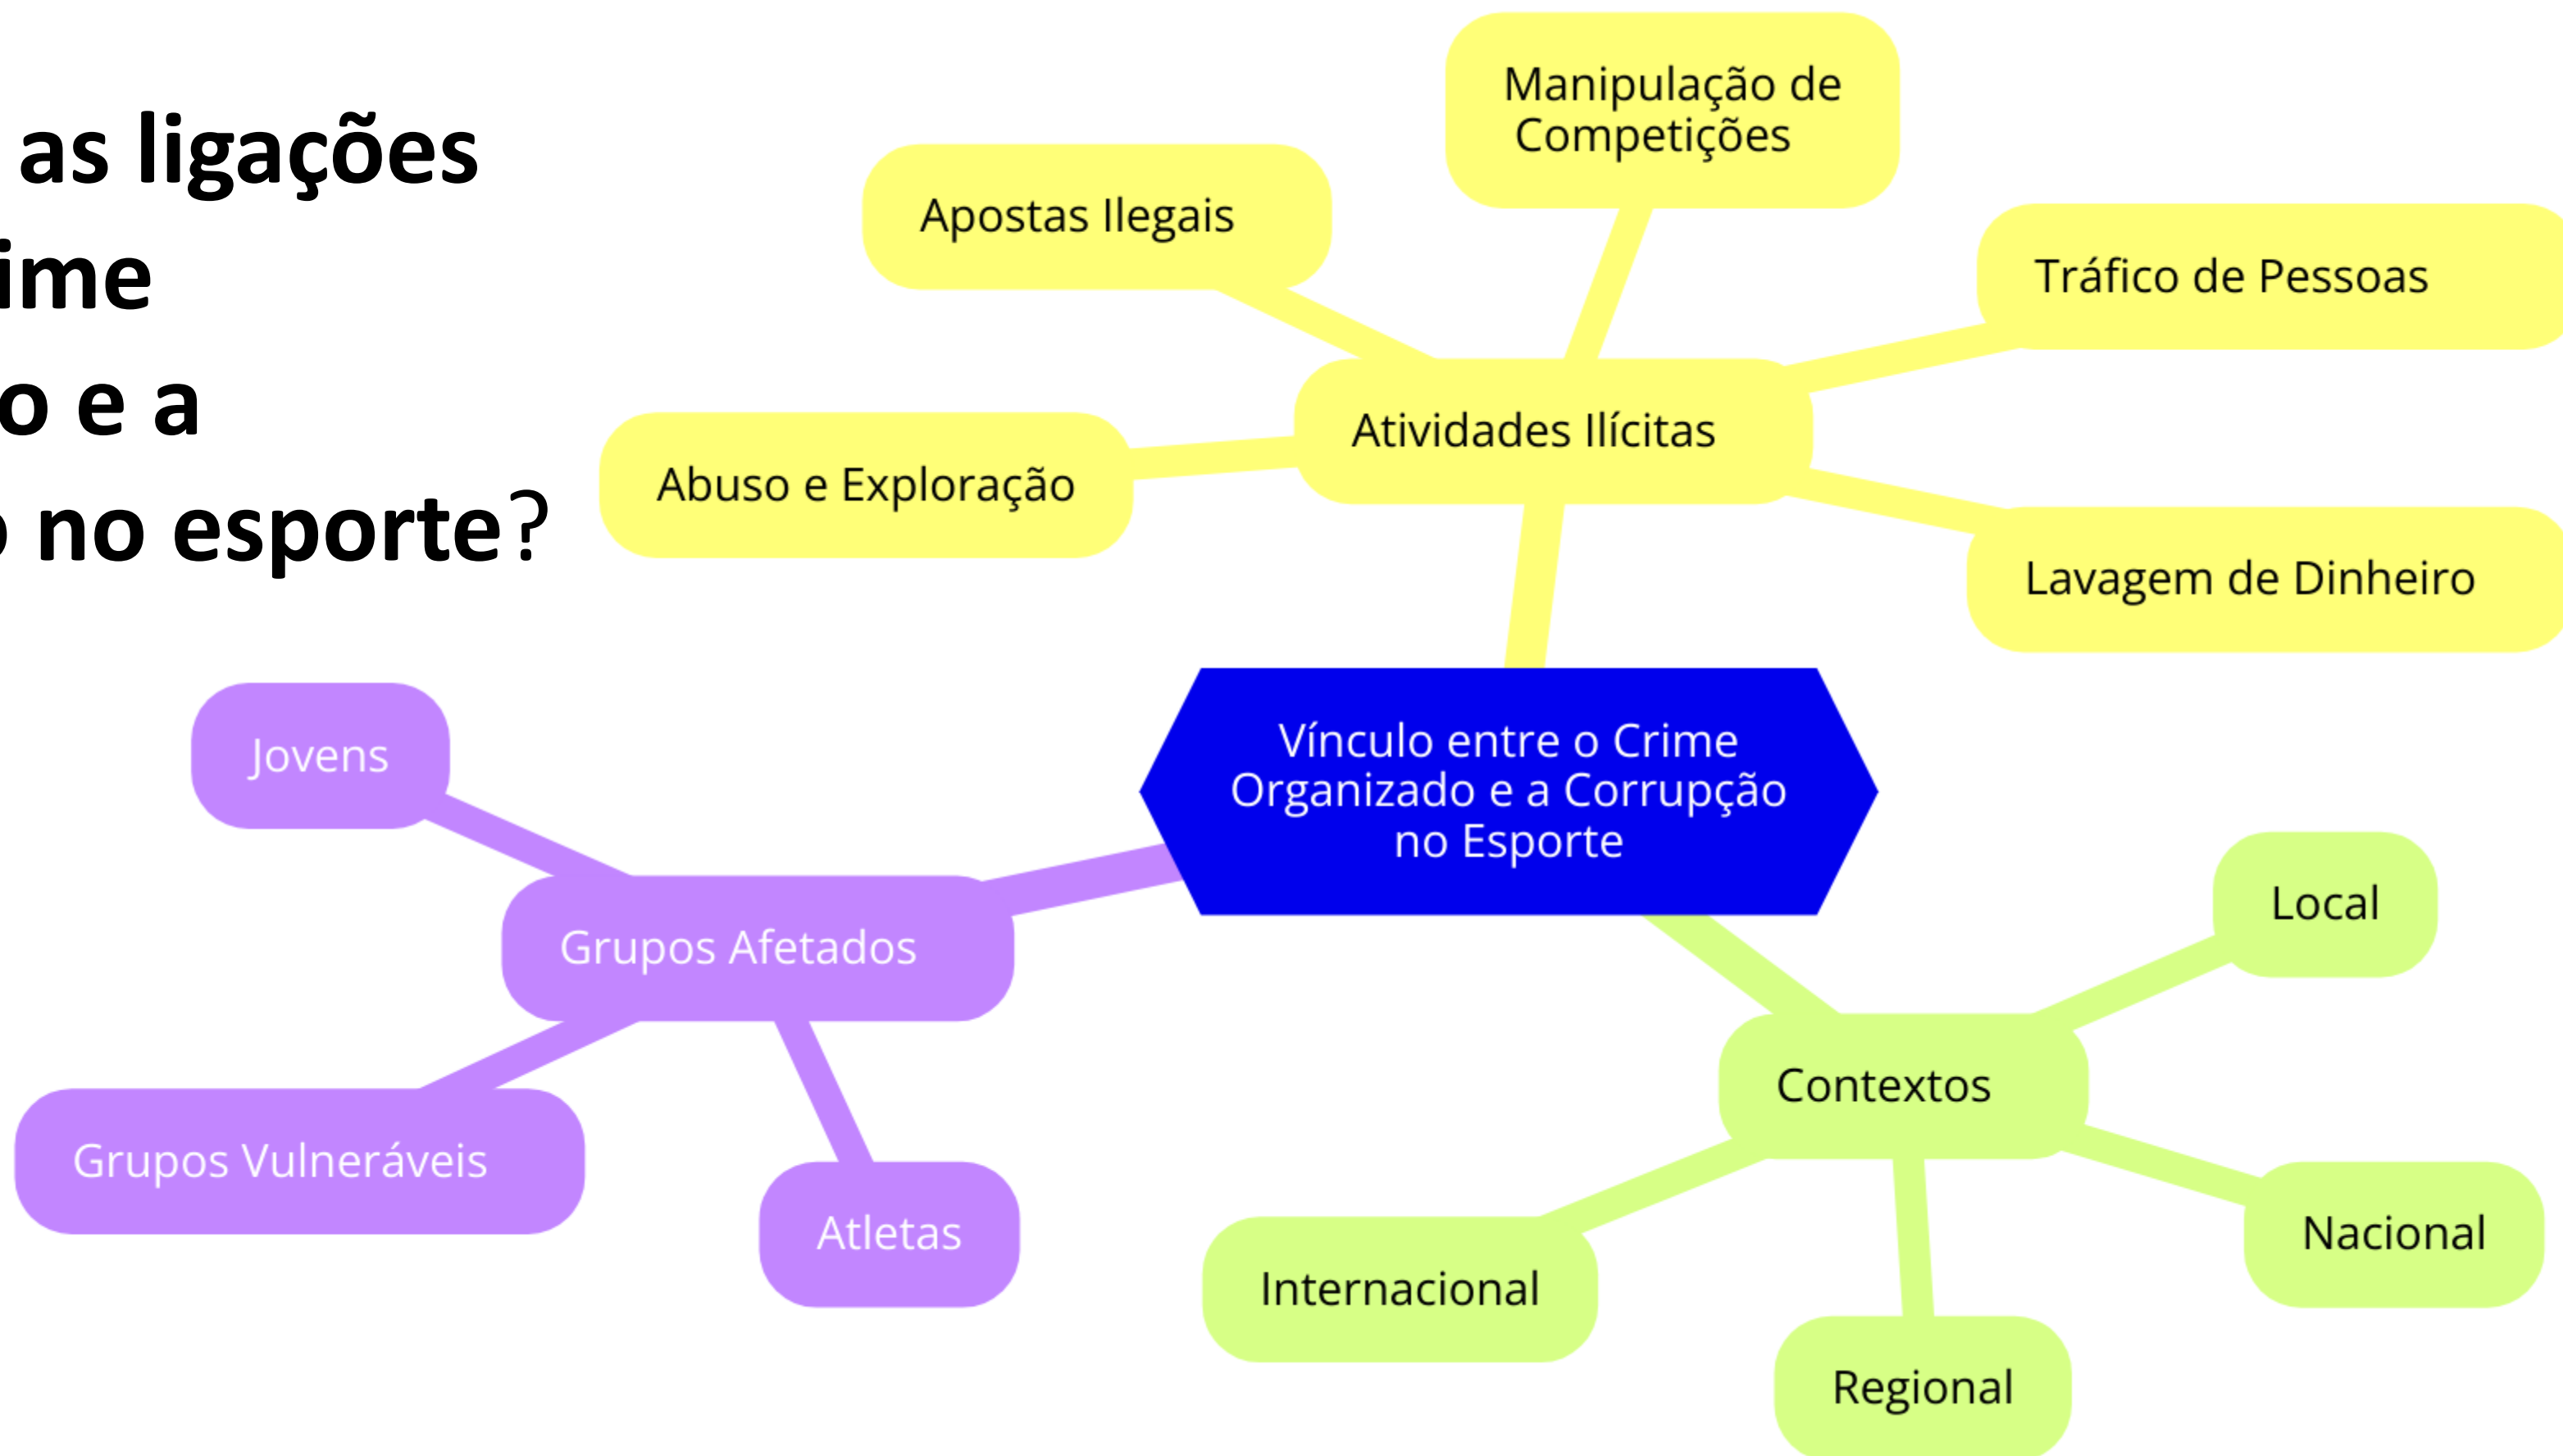 as ligações
ime
o e a
no esporte?
Manipulação de
Competições
Apostas Ilegais
Tráfico de Pessoas
Atividades Ilícitas
Abuso e Exploração
Lavagem de Dinheiro
Vínculo entre o Crime
Organizado e a Corrupção
no Esporte
Jovens
Grupos Afetados
Grupos Vulneráveis
Atletas
Local
Contextos
Nacional
Internacional
Regional